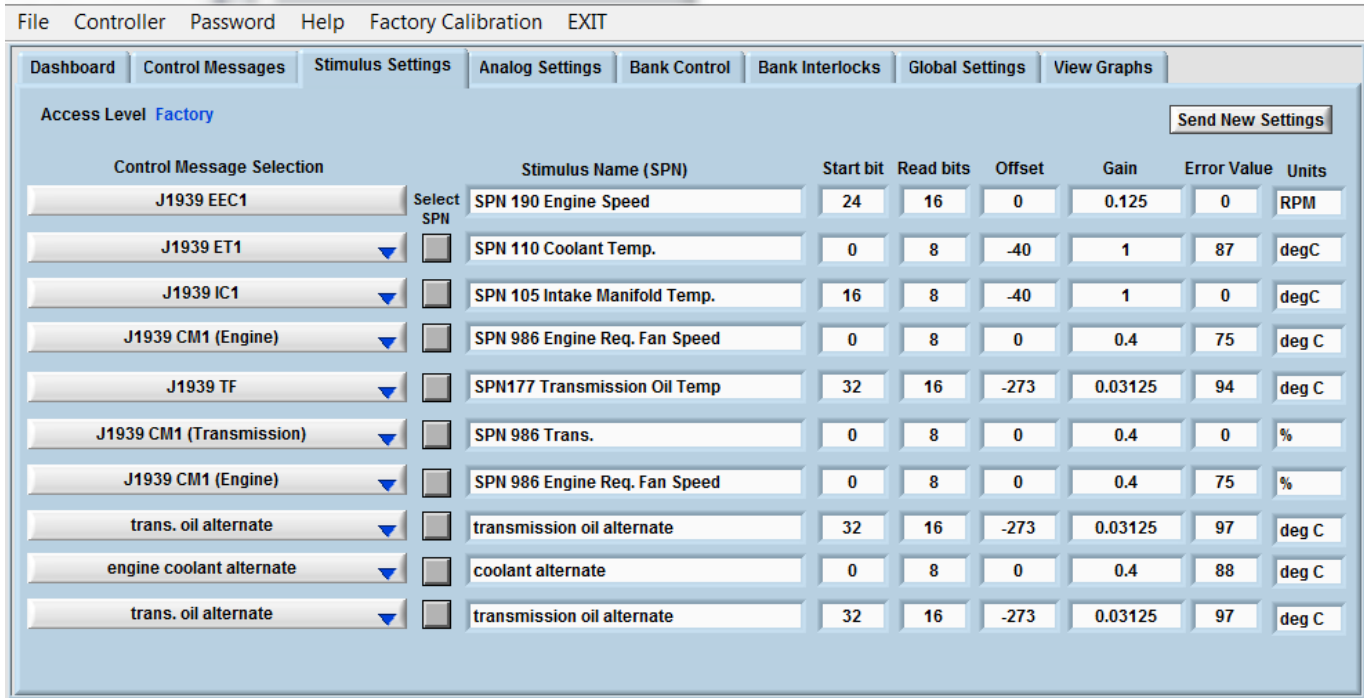 File Controller Password Help Factory Calibration EXIT
Dashboard Control Messages Stimulus Settings Analog Settings Bank Control Bank Interlocks Global Settings View Graphs
Access Level Factory
Send New Settings
Control Message Selection Stimulus Name (SPN) Start bit Read bits Offset Gain Error Value Units
J1939 EEC1 Select SPN SPN 190 Engine Speed 24 16 0 0.125 0 RPM
J1939 ET1 SPN 110 Coolant Temp. 0 8 -40 1 87 degC
J1939 IC1 SPN 105 Intake Manifold Temp. 16 8 -40 1 0 degC
J1939 CM1 (Engine) SPN 986 Engine Req. Fan Speed 0 8 0 0.4 75 deg C
J1939 TF SPN177 Transmission Oil Temp 32 16 -273 0.03125 94 deg C
J1939 CM1 (Transmission) SPN 986 Trans. 0 8 0 0.4 0 %
J1939 CM1 (Engine) SPN 986 Engine Req. Fan Speed 0 8 0 0.4 75 %
trans. oil alternate transmission oil alternate 32 16 -273 0.03125 97 deg C
engine coolant alternate coolant alternate 0 8 0 0.4 88 deg C
trans. oil alternate transmission oil alternate 32 16 -273 0.03125 97 deg C